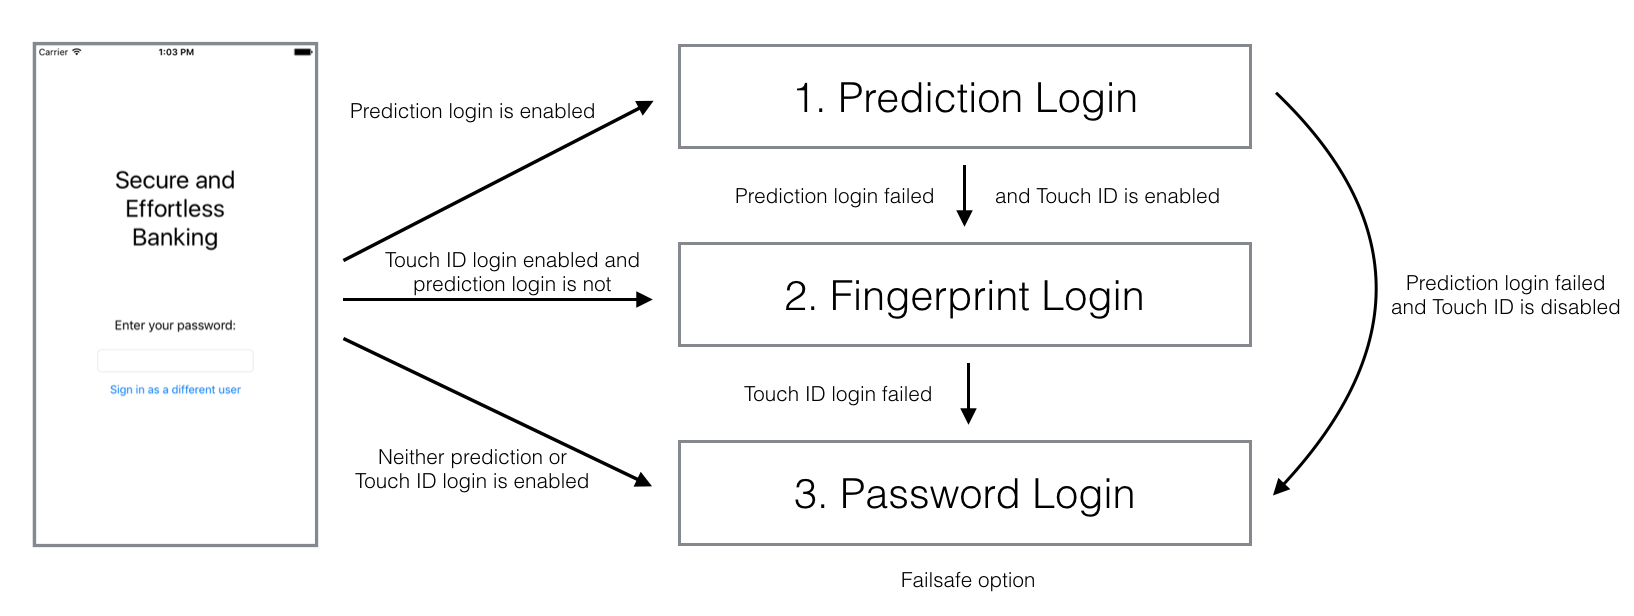 Carrier
1:03 PM
Secure and
Effortless
Banking
Enter your password:
Sign in as a different user
Prediction login is enabled
Touch ID login enabled and
prediction login is not
Neither prediction or
Touch ID login is enabled
1. Prediction Login
Prediction login failed
and Touch ID is enabled
2. Fingerprint Login
Touch ID login failed
3. Password Login
Failsafe option
Prediction login failed
and Touch ID is disabled